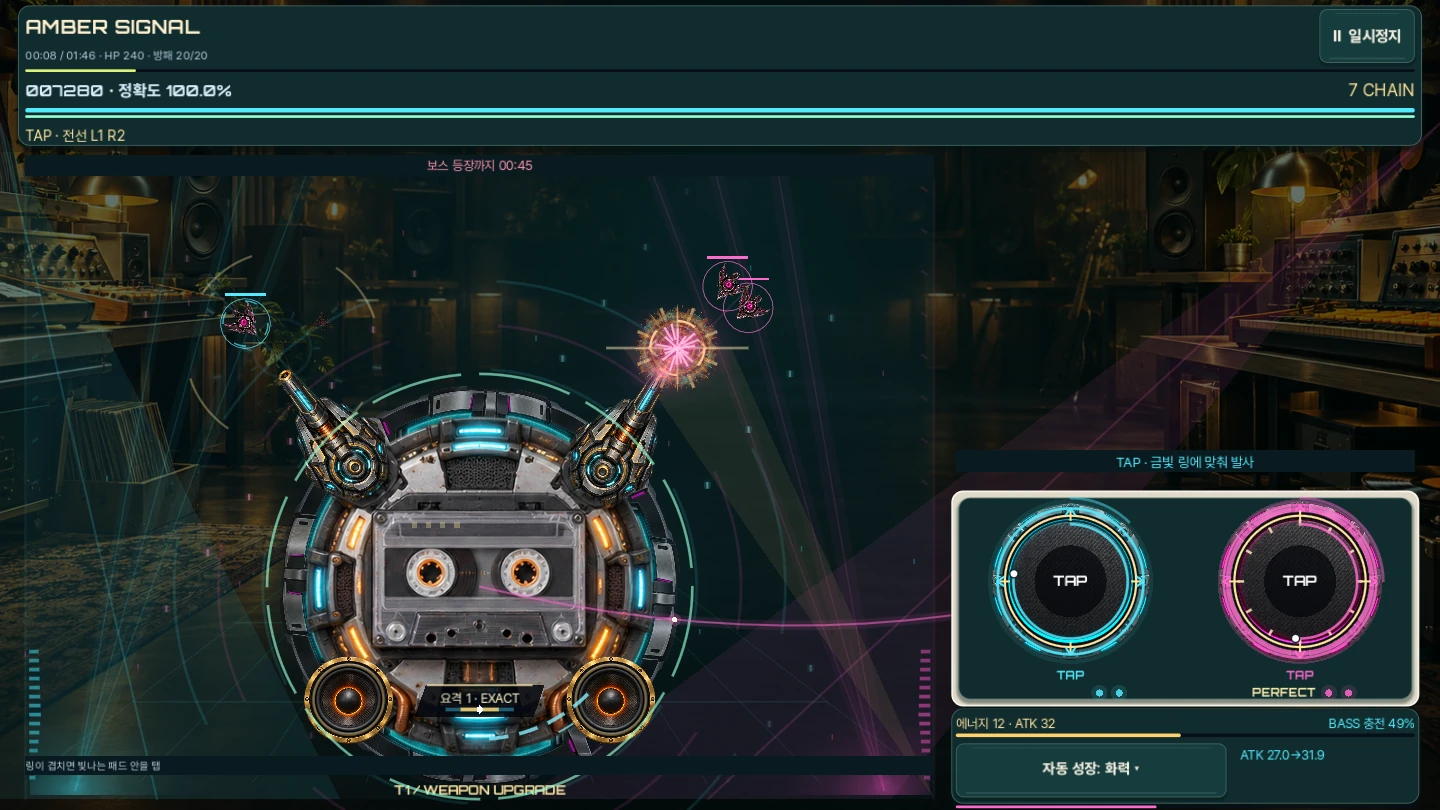 AMBER SIGNAL
00:08 / 01:46 · HP 240 · 방패 20/20
일시정지
007280 · 정확도 100.0%
7 CHAIN
TAP · 전선 L1 R2
보스 등장까지 00:45
TAP · 금빛 링에 맞춰 발사
TAP
TAP
TAP
TAP
PERFECT
요격 1 · EXACT
에너지 12 · ATK 32
BASS 충전 49%
자동 성장: 화력
ATK 27.0→31.9
링이 겹치면 빛나는 패드 안을 탭
T1 / WEAPON UPGRADE